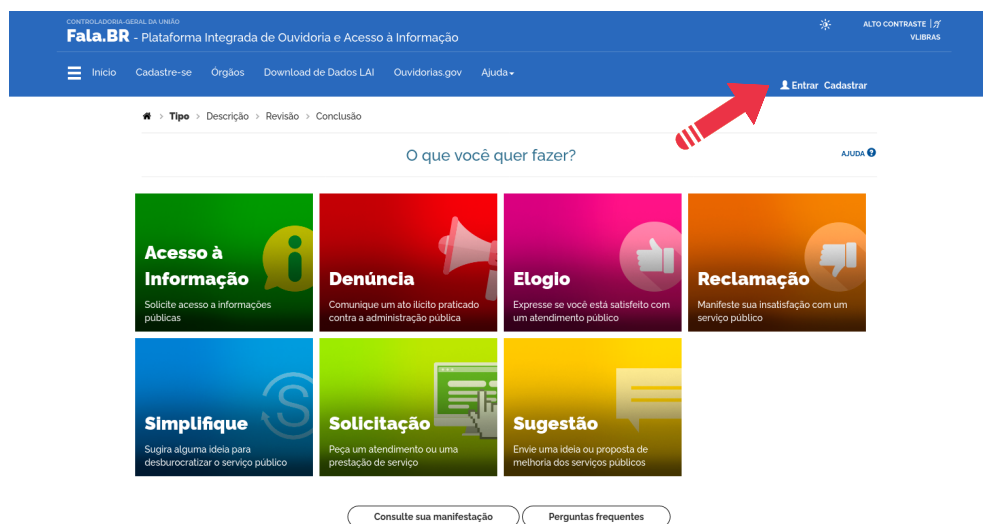 CONTROLADORIA-GERAL DA UNIÃO
Fala.BR - Plataforma Integrada de Ouvidoria e Acesso à Informação
ALTO CONTRASTE |
VLIBRAS
Início Cadastre-se Órgãos Download de Dados LAI Ouvidorias.gov Ajuda
Entrar Cadastrar
> Tipo > Descrição > Revisão > Conclusão
O que você quer fazer?
AJUDA ?
Acesso à
Informação
Solicite acesso a informações
públicas
Denúncia
Comunique um ato ilícito praticado
contra a administração pública
Elogio
Expresse se você está satisfeito com
um atendimento público
Reclamação
Manifeste sua insatisfação com um
serviço público
Simplifique
Sugira alguma ideia para
desburocratizar o serviço público
Solicitação
Peça um atendimento ou uma
prestação de serviço
Sugestão
Envie uma ideia ou proposta de
melhoria dos serviços públicos
Consulte sua manifestação
Perguntas frequentes